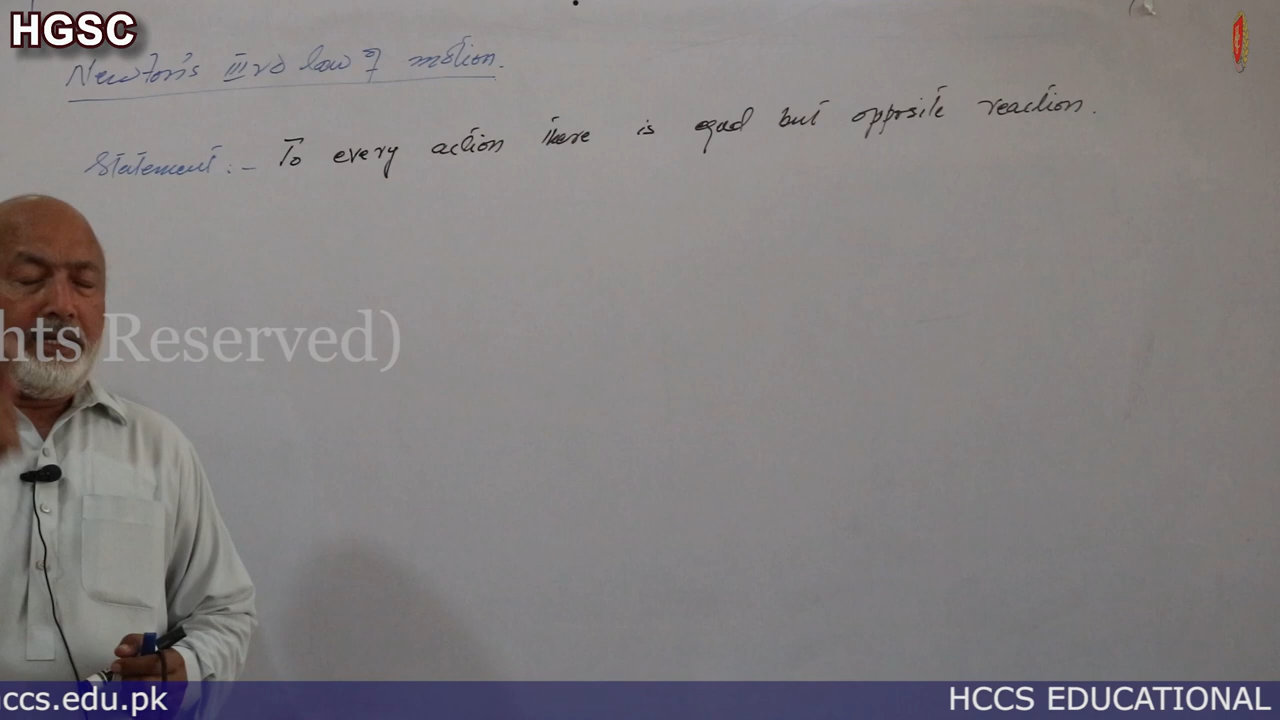 HGSC
Newton's IIIrd law of motion.
Statement :- To every action there is equal but opposite reaction.
hts Reserved)
ccs.edu.pk
HCCS EDUCATIONAL